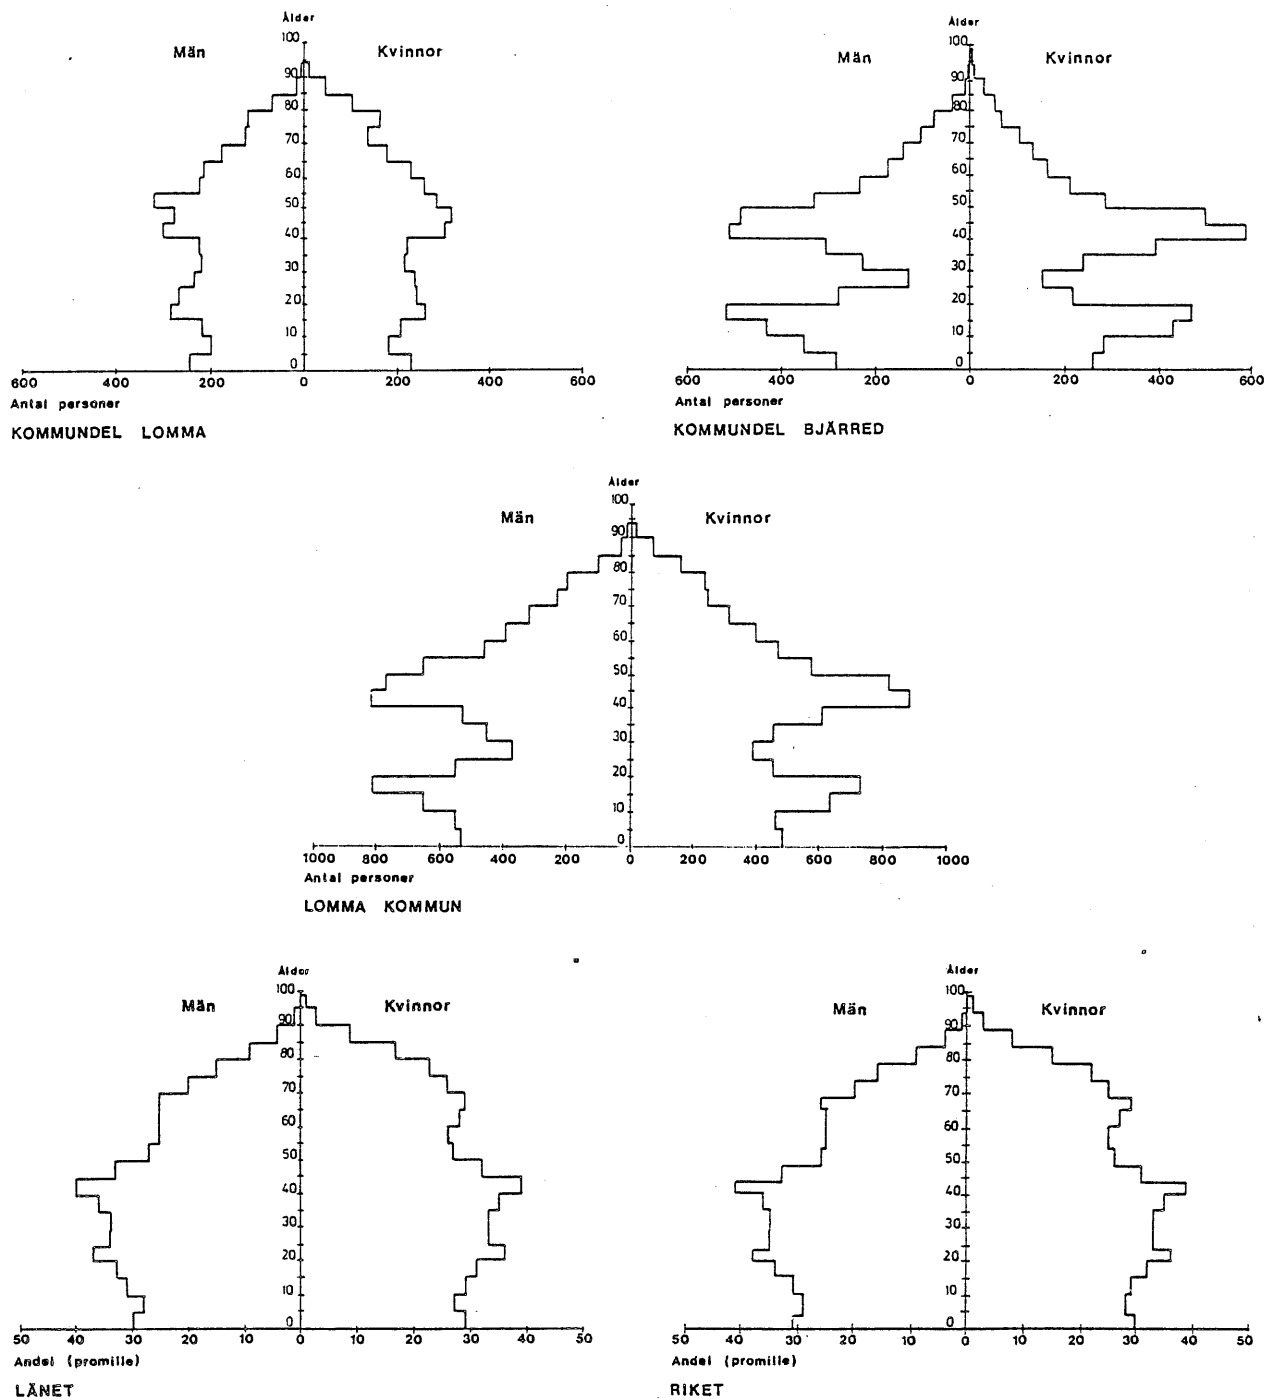 Ålder
100
Män Kvinnor
90
80
70
60
50
40
30
20
10
0
600 400 200 0 200 400 600
Antal personer
KOMMUNDEL LOMMA
Ålder
100
Män Kvinnor
90
80
70
60
50
40
30
20
10
0
600 400 200 0 200 400 600
Antal personer
KOMMUNDEL BJÄRRED
Ålder
100
Män Kvinnor
90
80
70
60
50
40
30
20
10
0
1000 800 600 400 200 0 200 400 600 800 1000
Antal personer
LOMMA KOMMUN
Ålder
100
Män Kvinnor
90
80
70
60
50
40
30
20
10
0
50 40 30 20 10 0 10 20 30 40 50
Andel (promille)
LÄNET
Ålder
100
Män Kvinnor
90
80
70
60
50
40
30
20
10
0
50 40 30 20 10 0 10 20 30 40 50
Andel (promille)
RIKET